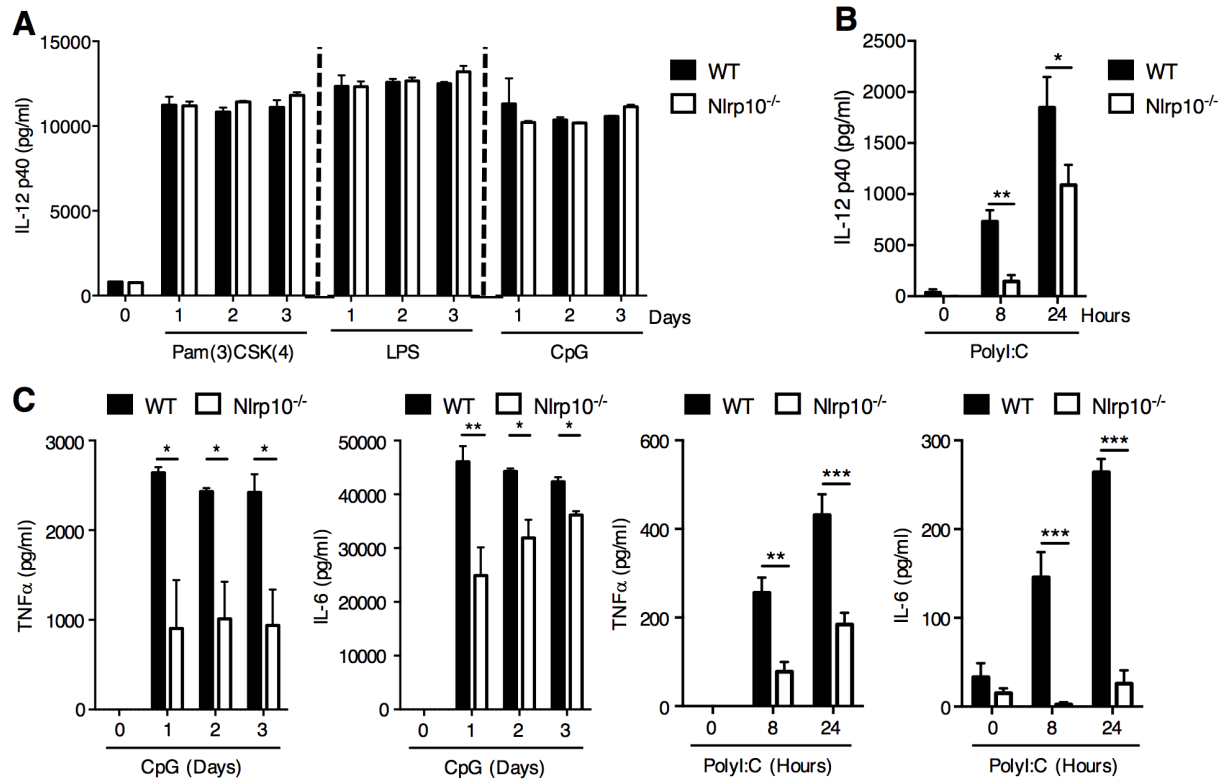 A
IL-12 p40 (pg/ml)
15000
10000
5000
0
WT
Nlrp10-/-
0 1 2 3 1 2 3 1 2 3 Days
Pam(3)CSK(4) LPS CpG
B
IL-12 p40 (pg/ml)
2500
2000
1500
1000
500
0
** *
WT
Nlrp10-/-
0 8 24 Hours
PolyI:C
C
WT Nlrp10-/-
TNFα (pg/ml)
3000
2000
1000
0
* * *
0 1 2 3
CpG (Days)
WT Nlrp10-/-
IL-6 (pg/ml)
50000
40000
30000
20000
10000
0
** * *
0 1 2 3
CpG (Days)
WT Nlrp10-/-
TNFα (pg/ml)
600
400
200
0
** ***
0 8 24
PolyI:C (Hours)
WT Nlrp10-/-
IL-6 (pg/ml)
300
200
100
0
*** ***
0 8 24
PolyI:C (Hours)